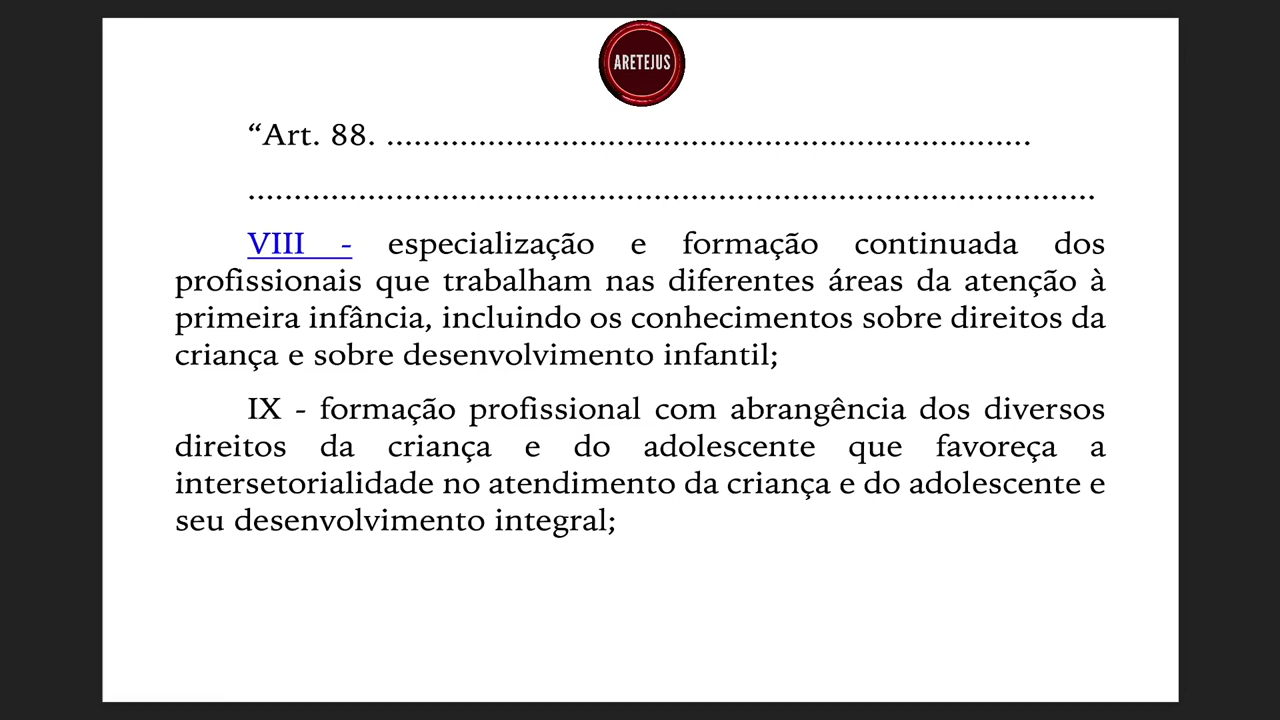 ARETEJUS
“Art. 88. ......................................................................
............................................................................................
VIII - especialização e formação continuada dos
profissionais que trabalham nas diferentes áreas da atenção à
primeira infância, incluindo os conhecimentos sobre direitos da
criança e sobre desenvolvimento infantil;
IX - formação profissional com abrangência dos diversos
direitos da criança e do adolescente que favoreça a
intersetorialidade no atendimento da criança e do adolescente e
seu desenvolvimento integral;